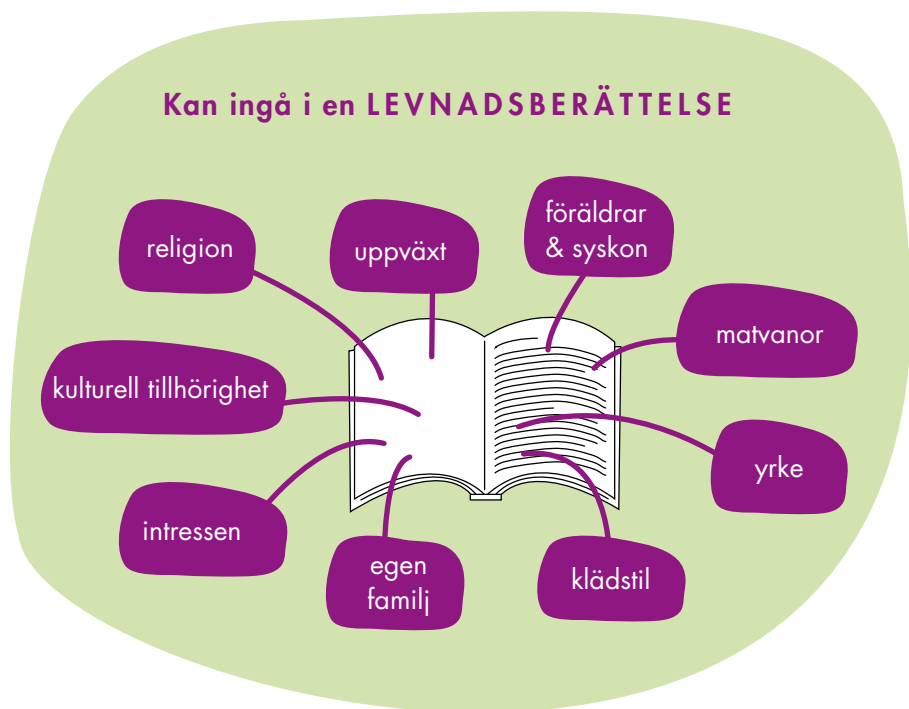 Kan ingå i en LEVNADSBERÄTTELSE
religion
uppväxt
föräldrar
& syskon
matvanor
kulturell tillhörighet
yrke
intressen
egen
familj
klädstil